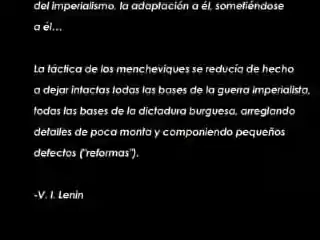 del imperialismo, la adaptación a él, sometiéndose
a él...
La táctica de los mencheviques se reducía de hecho
a dejar intactas todas las bases de la guerra imperialista,
todas las bases de la dictadura burguesa, arreglando
detalles de poca monta y componiendo pequeños
defectos ("reformas").
-V. I. Lenin